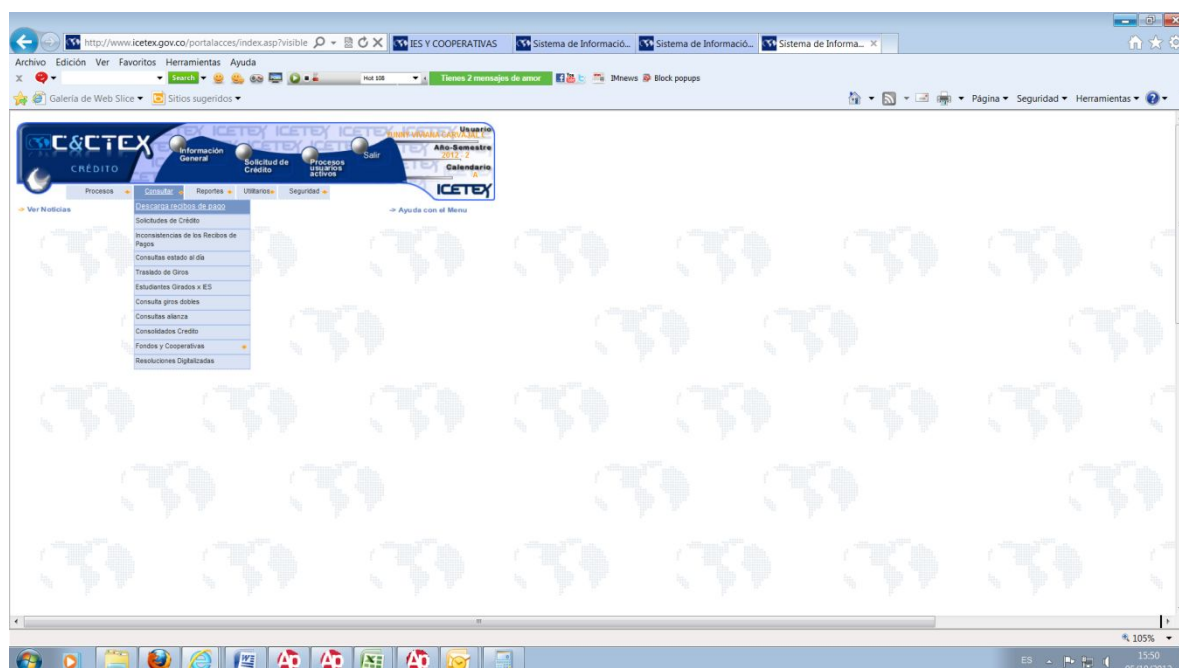 http://www.icetex.gov.co/portalacces/index.asp?visible
IES Y COOPERATIVAS
Sistema de Informació...
Sistema de Informació...
Sistema de Informa...
Archivo Edición Ver Favoritos Herramientas Ayuda
Search
Hot 108
Tienes 2 mensajes de amor
IMnews
Block popups
Galería de Web Slice
Sitios sugeridos
Página Seguridad Herramientas
C&CTEX
CRÉDITO
Información General
Solicitud de Crédito
Procesos usuarios activos
Salir
Usuario
Año-Semestre
2012 - 2
Calendario
A
ICETEX
Procesos Consultar Reportes Utilitarios Seguridad
Ver Noticias
-> Ayuda con el Menu
Descarga recibos de pago
Solicitudes de Crédito
Inconsistencias de los Recibos de
Pagos
Consultas estado al día
Traslado de Giros
Estudiantes Girados x IES
Consulta giros dobles
Consultas alianza
Consolidados Credito
Fondos y Cooperativas
Resoluciones Digitalizadas
105%
ES
15:50